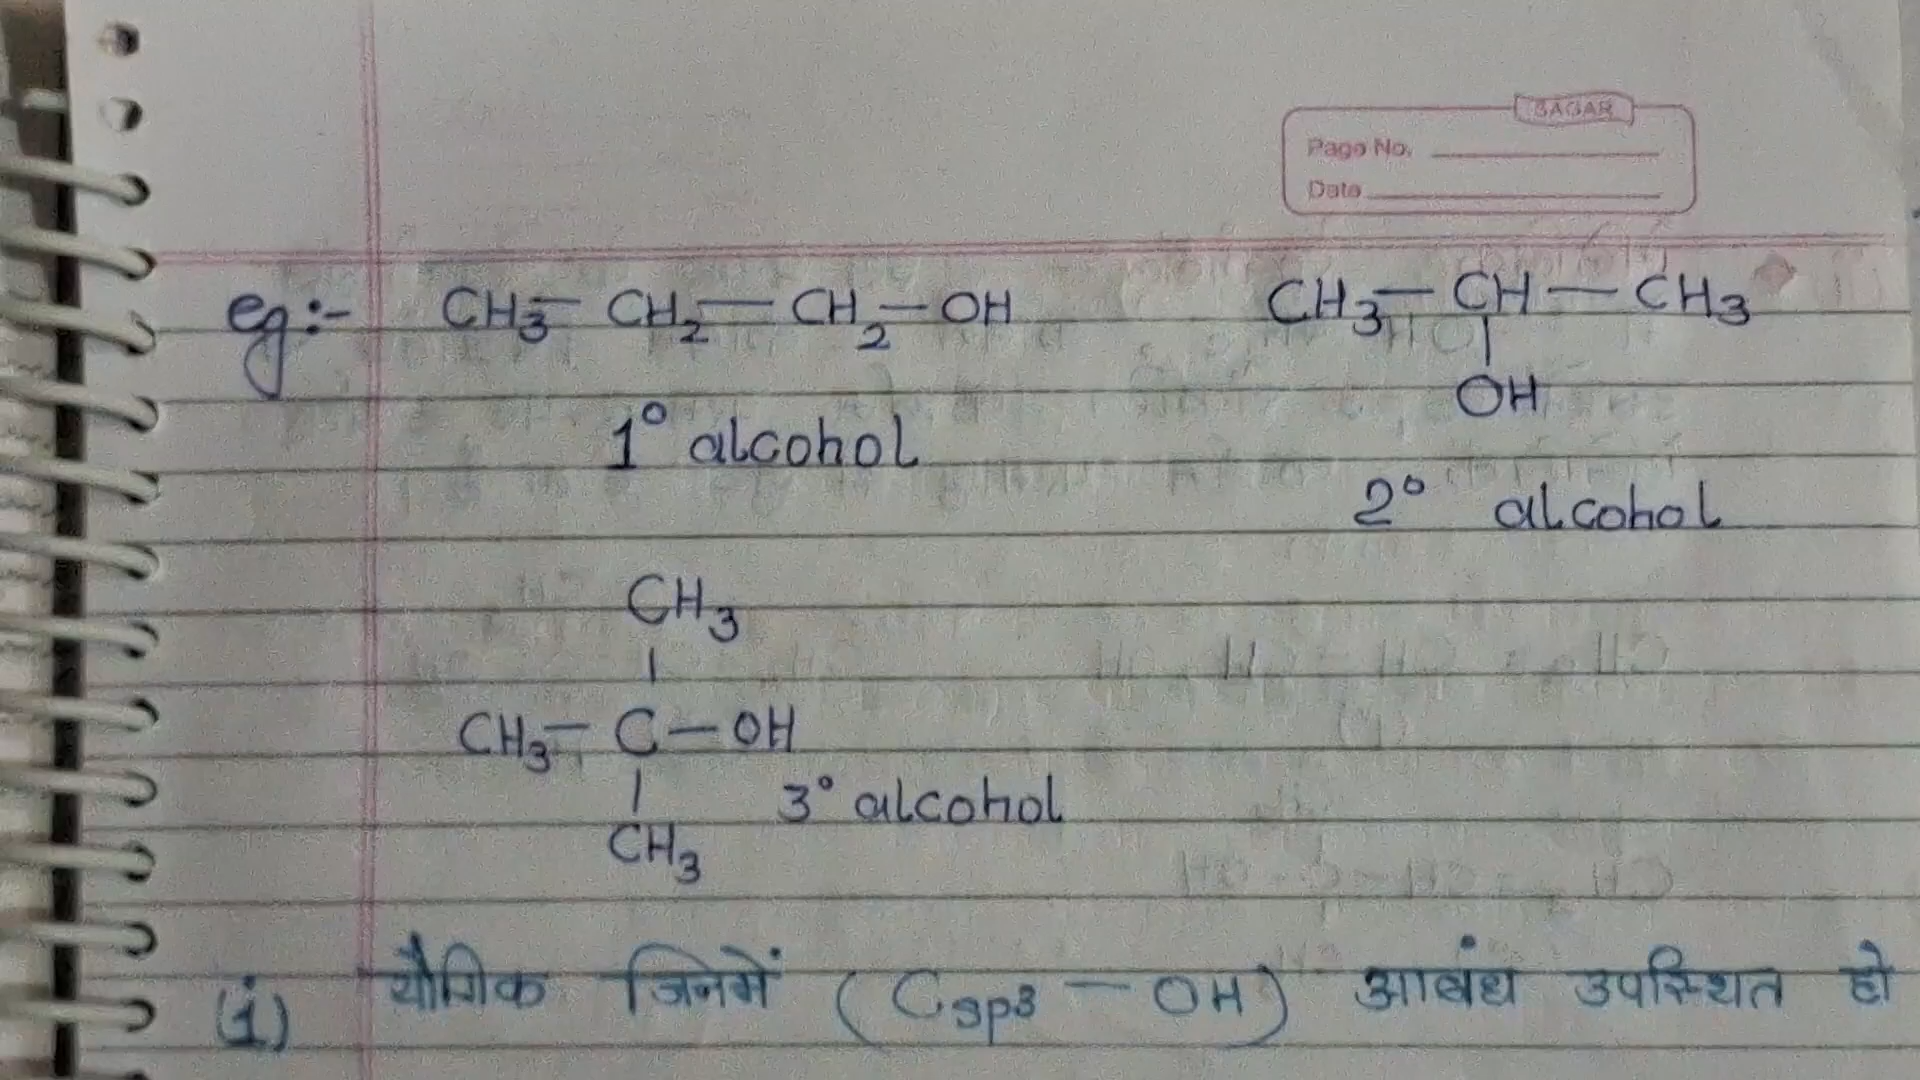 SAGAR
Page No.
Date
eg:- CH₃ — CH₂ — CH₂ — OH CH₃ — CH — CH₃
|
OH
1° alcohol
2° alcohol
CH₃
|
CH₃ — C — OH
|
3° alcohol
CH₃
(i) यौगिक जिनमें (Csp3 — OH) आबंध उपस्थित हो